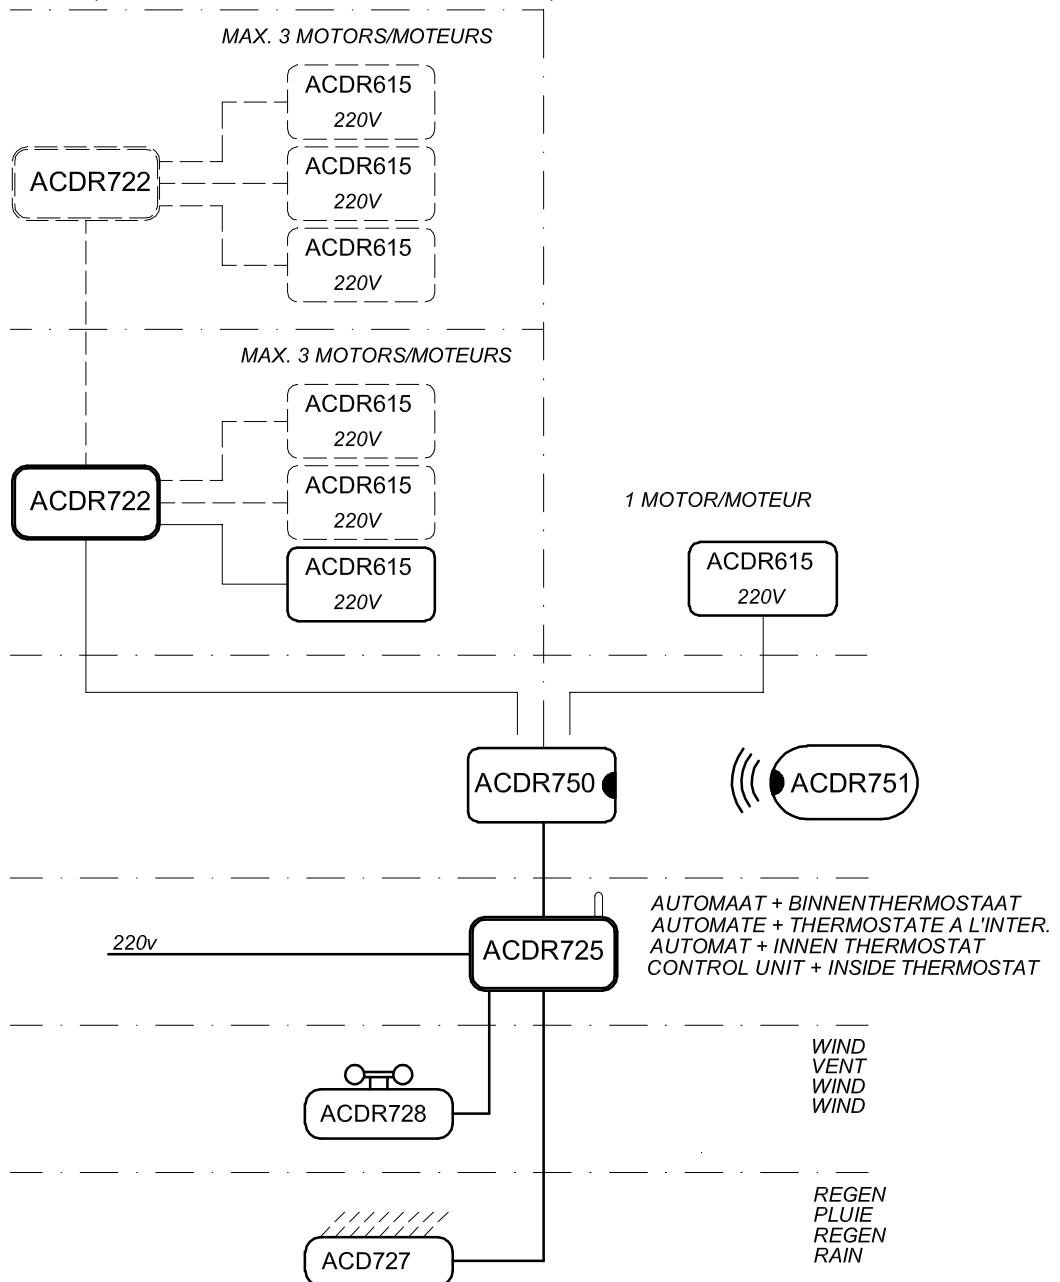 MAX. 3 MOTORS/MOTEURS
ACDR615
220V
ACDR722
ACDR615
220V
ACDR615
220V
MAX. 3 MOTORS/MOTEURS
ACDR615
220V
ACDR722
ACDR615
220V
ACDR615
220V
1 MOTOR/MOTEUR
ACDR615
220V
ACDR750
ACDR751
220v
ACDR725
AUTOMAAT + BINNENTHERMOSTAAT
AUTOMATE + THERMOSTATE A L'INTER.
AUTOMAT + INNEN THERMOSTAT
CONTROL UNIT + INSIDE THERMOSTAT
WIND
VENT
WIND
WIND
ACDR728
REGEN
PLUIE
REGEN
RAIN
ACD727